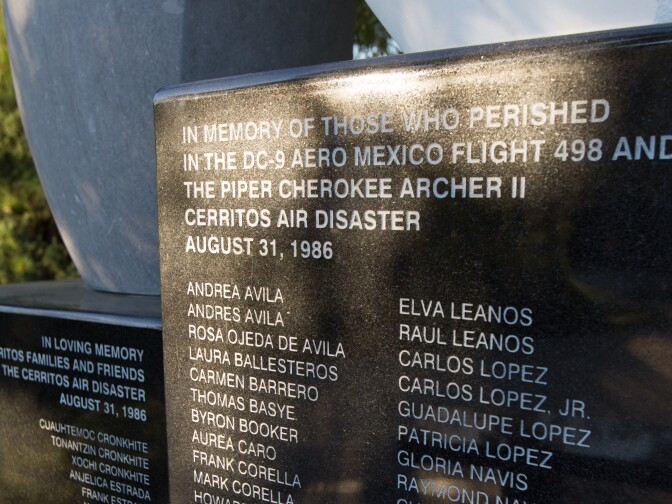 IN MEMORY OF THOSE WHO PERISHED
IN THE DC-9 AERO MEXICO FLIGHT 498 AND
THE PIPER CHEROKEE ARCHER II
CERRITOS AIR DISASTER
AUGUST 31, 1986
ANDREA AVILA
ANDRES AVILA
ROSA OJEDA DE AVILA
LAURA BALLESTEROS
CARMEN BARRERO
THOMAS BASYE
BYRON BOOKER
AUREA CARO
FRANK CORELLA
MARK CORELLA
ELVA LEANOS
RAUL LEANOS
CARLOS LOPEZ
CARLOS LOPEZ, JR.
GUADALUPE LOPEZ
PATRICIA LOPEZ
GLORIA NAVIS
RAYMOND
IN LOVING MEMORY
RITOS FAMILIES AND FRIENDS
THE CERRITOS AIR DISASTER
AUGUST 31, 1986
CUAUHTEMOC CRONKHITE
TONANTZIN CRONKHITE
XOCHI CRONKHITE
ANJELICA ESTRADA
FRANK